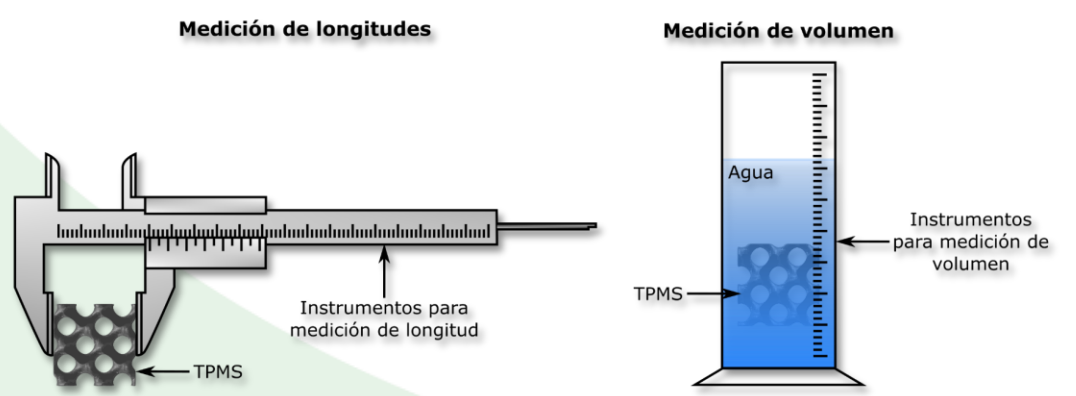 Medición de longitudes
Instrumentos para
medición de longitud
TPMS
Medición de volumen
Agua
Instrumentos
para medición de
volumen
TPMS